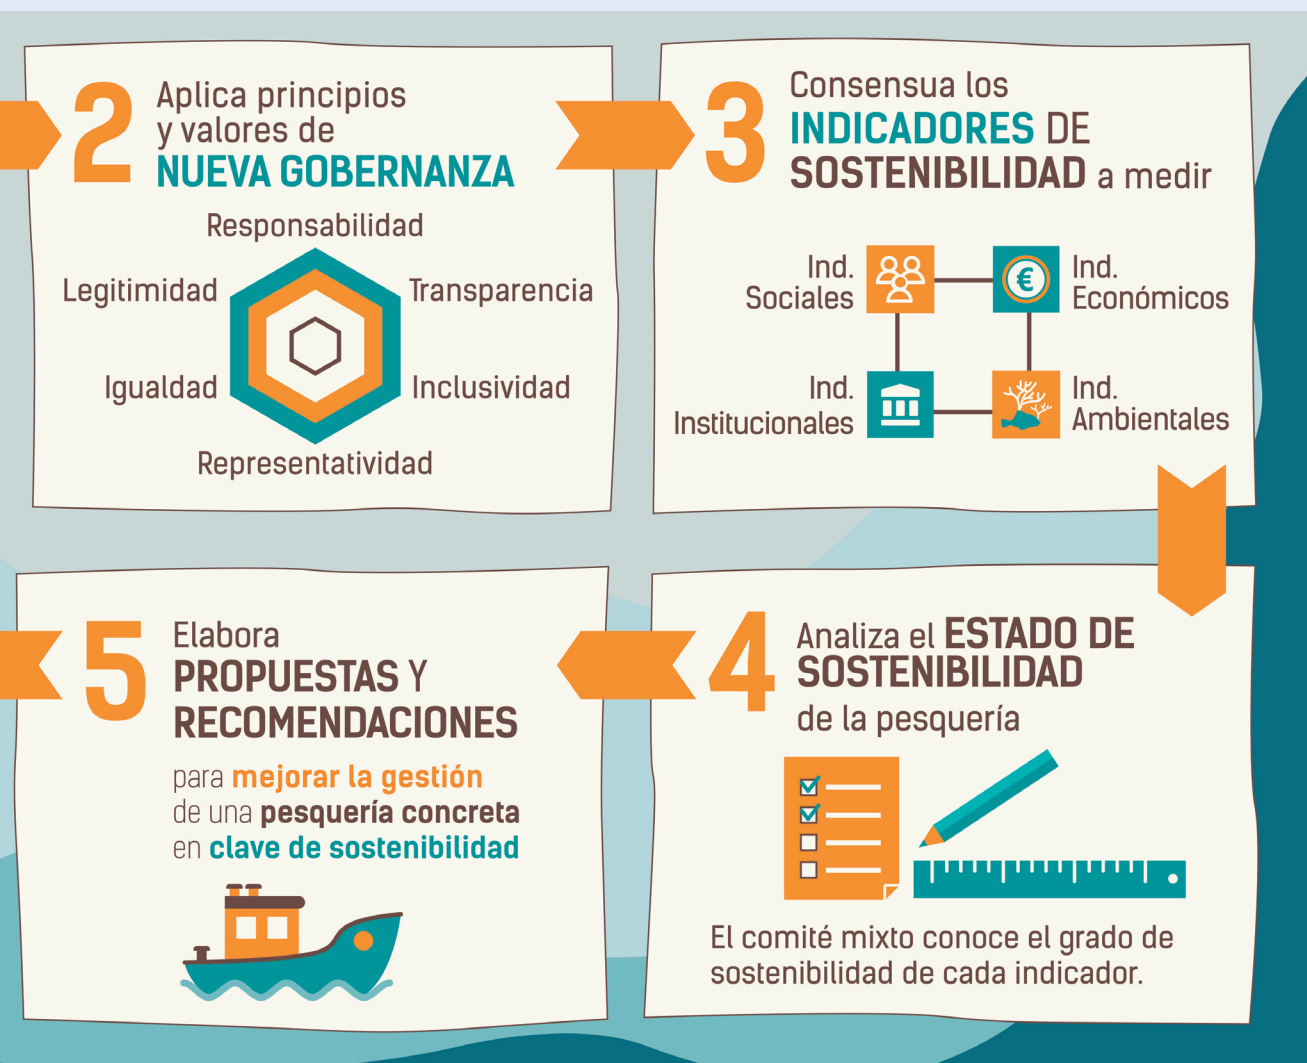 2
Aplica principios
y valores de
NUEVA GOBERNANZA
Responsabilidad
Legitimidad
Transparencia
Igualdad
Inclusividad
Representatividad
3
Consensua los
INDICADORES DE
SOSTENIBILIDAD a medir
Ind.
Sociales
€
Ind.
Económicos
Ind.
Institucionales
Ind.
Ambientales
4
Analiza el ESTADO DE
SOSTENIBILIDAD
de la pesquería
El comité mixto conoce el grado de
sostenibilidad de cada indicador.
5
Elabora
PROPUESTAS Y
RECOMENDACIONES
para mejorar la gestión
de una pesquería concreta
en clave de sostenibilidad